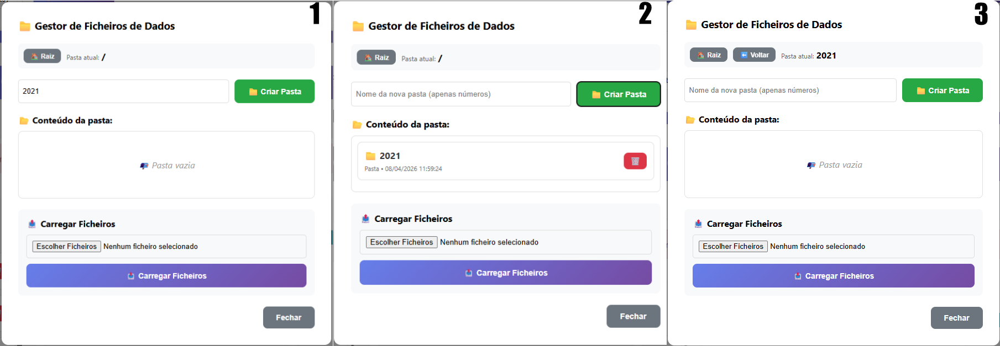 1
Gestor de Ficheiros de Dados
Raiz Pasta atual: /
2021 Criar Pasta
Conteúdo da pasta:
Pasta vazia
Carregar Ficheiros
Escolher Ficheiros Nenhum ficheiro selecionado
Carregar Ficheiros
Fechar
2
Gestor de Ficheiros de Dados
Raiz Pasta atual: /
Nome da nova pasta (apenas números) Criar Pasta
Conteúdo da pasta:
2021
Pasta • 08/04/2026 11:59:24
Carregar Ficheiros
Escolher Ficheiros Nenhum ficheiro selecionado
Carregar Ficheiros
Fechar
3
Gestor de Ficheiros de Dados
Raiz Voltar Pasta atual: 2021
Nome da nova pasta (apenas números) Criar Pasta
Conteúdo da pasta:
Pasta vazia
Carregar Ficheiros
Escolher Ficheiros Nenhum ficheiro selecionado
Carregar Ficheiros
Fechar